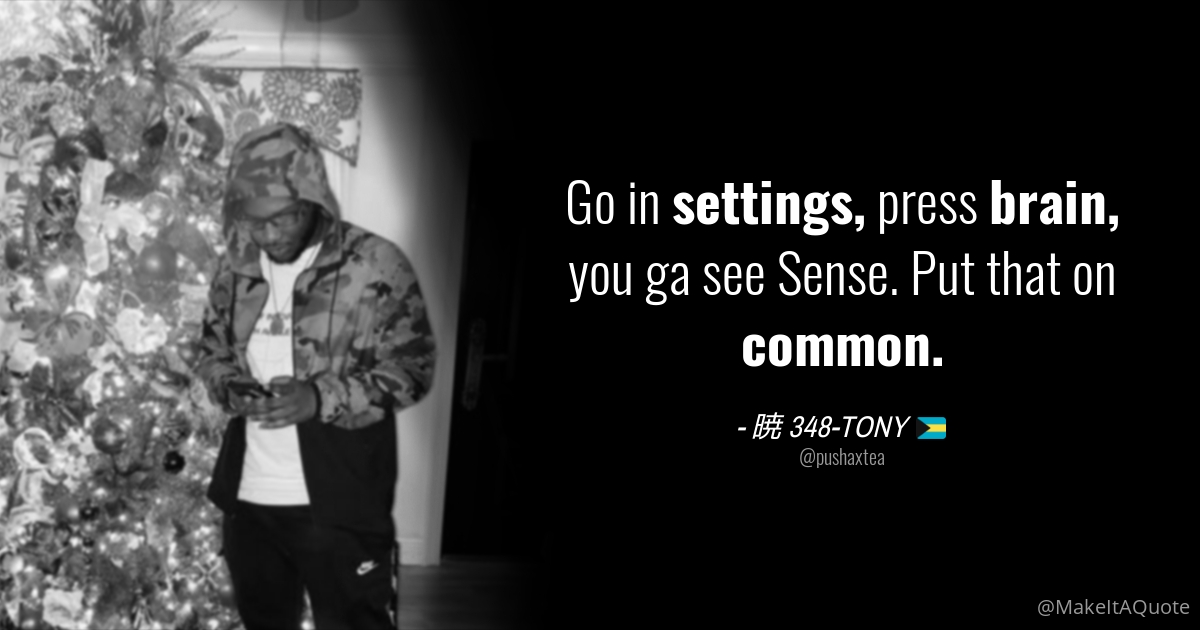 Go in settings, press brain,
you ga see Sense. Put that on
common.
- 暁 348-TONY 🇧🇸
@pushaxtea
@MakeItAQuote